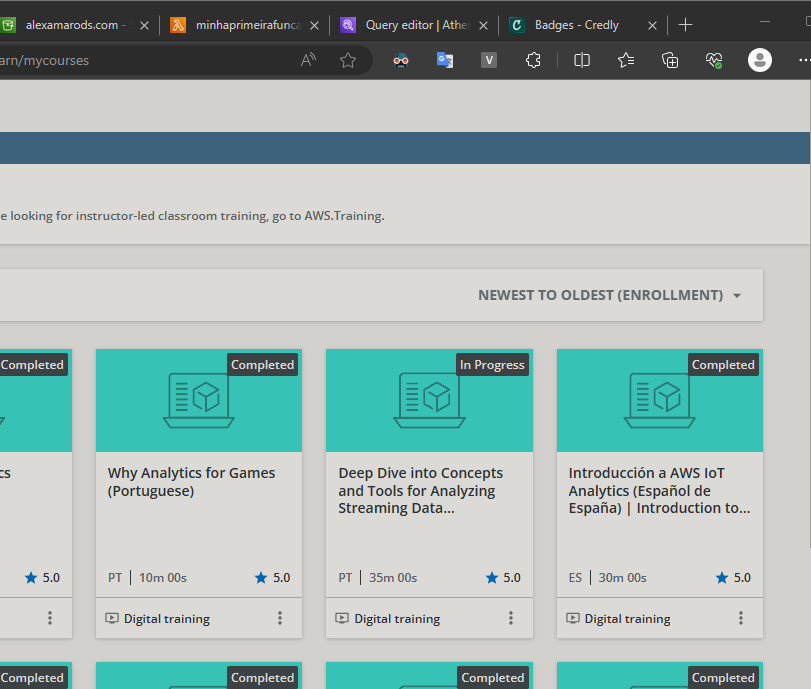 alexamarods.com -
minhaprimeirafunca
Query editor | Athe
Badges - Credly
arn/mycourses
e looking for instructor-led classroom training, go to AWS.Training.
NEWEST TO OLDEST (ENROLLMENT)
Completed
Completed
In Progress
Completed
cs
Why Analytics for Games
(Portuguese)
Deep Dive into Concepts
and Tools for Analyzing
Streaming Data...
Introducción a AWS IoT
Analytics (Español de
España) | Introduction to...
5.0
PT | 10m 00s
5.0
PT | 35m 00s
5.0
ES | 30m 00s
5.0
Digital training
Digital training
Digital training
Completed
Completed
Completed
Completed